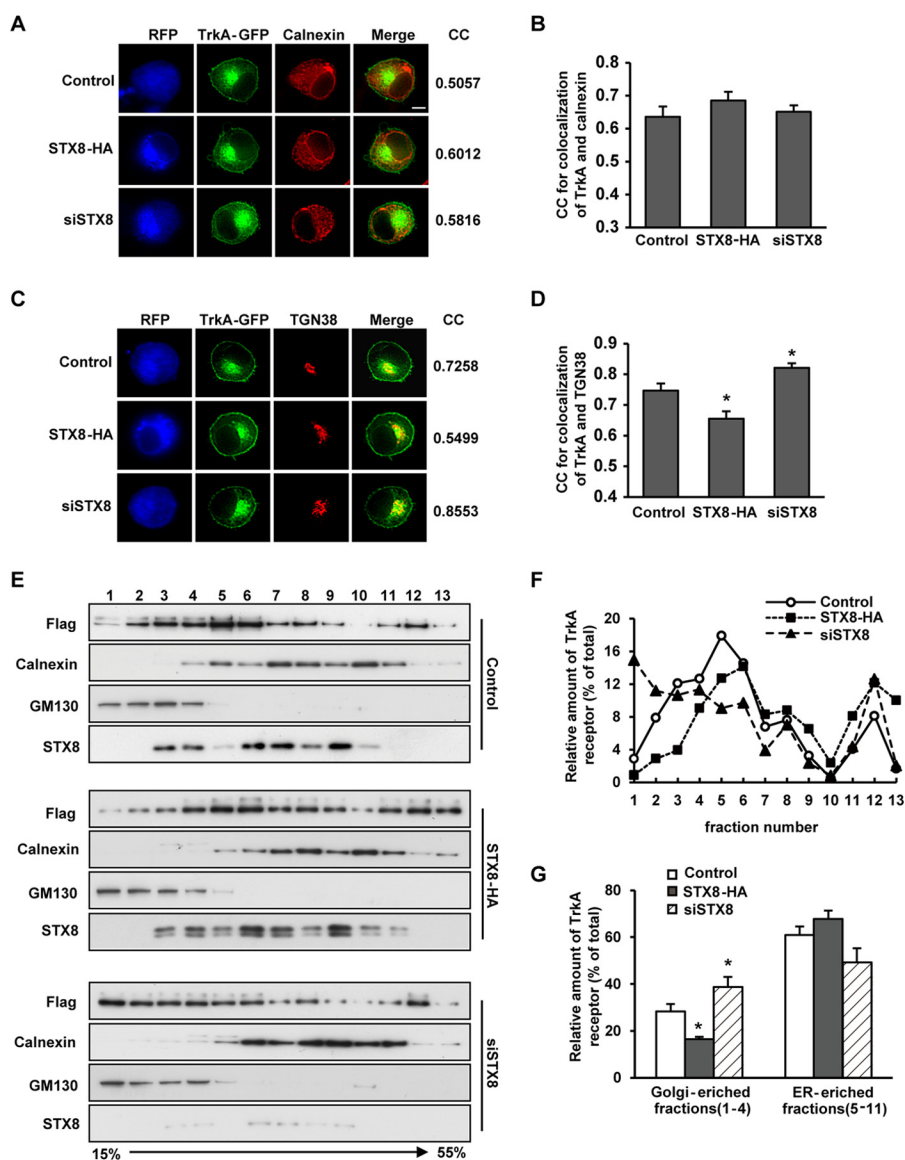 A
RFP TrkA-GFP Calnexin Merge CC
Control 0.5057
STX8-HA 0.6012
siSTX8 0.5816
B
CC for colocalization
of TrkA and calnexin
0.8
0.7
0.6
0.5
0.4
0.3
Control STX8-HA siSTX8
C
RFP TrkA-GFP TGN38 Merge CC
Control 0.7258
STX8-HA 0.5499
siSTX8 0.8553
D
CC for colocalization
of TrkA and TGN38
0.9
0.8
0.7
0.6
0.5
0.4
* *
Control STX8-HA siSTX8
E
1 2 3 4 5 6 7 8 9 10 11 12 13
Flag
Calnexin
GM130
STX8
Control
Flag
Calnexin
GM130
STX8
STX8-HA
Flag
Calnexin
GM130
STX8
siSTX8
15% 55%
F
Control
STX8-HA
siSTX8
Relative amount of TrkA
receptor (% of total)
20
16
12
8
4
0
1 2 3 4 5 6 7 8 9 10 11 12 13
fraction number
G
Control
STX8-HA
siSTX8
Relative amount of TrkA
receptor (% of total)
80
60
40
20
0
* *
Golgi-eriched ER-eriched
fractions(1-4) fractions(5-11)